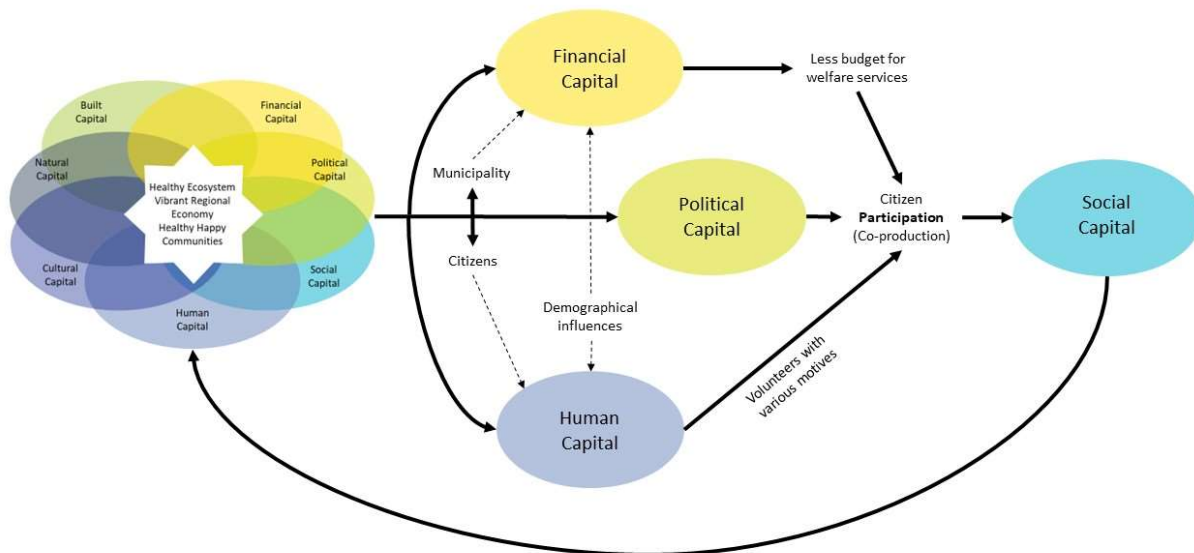 Built
Capital
Financial
Capital
Natural
Capital
Political
Capital
Healthy Ecosystem
Vibrant Regional
Economy
Healthy Happy
Communities
Cultural
Capital
Social
Capital
Human
Capital
Municipality
Citizens
Financial
Capital
Demographical
influences
Human
Capital
Political
Capital
Less budget for
welfare services
Volunteers with
various motives
Citizen
Participation
(Co-production)
Social
Capital